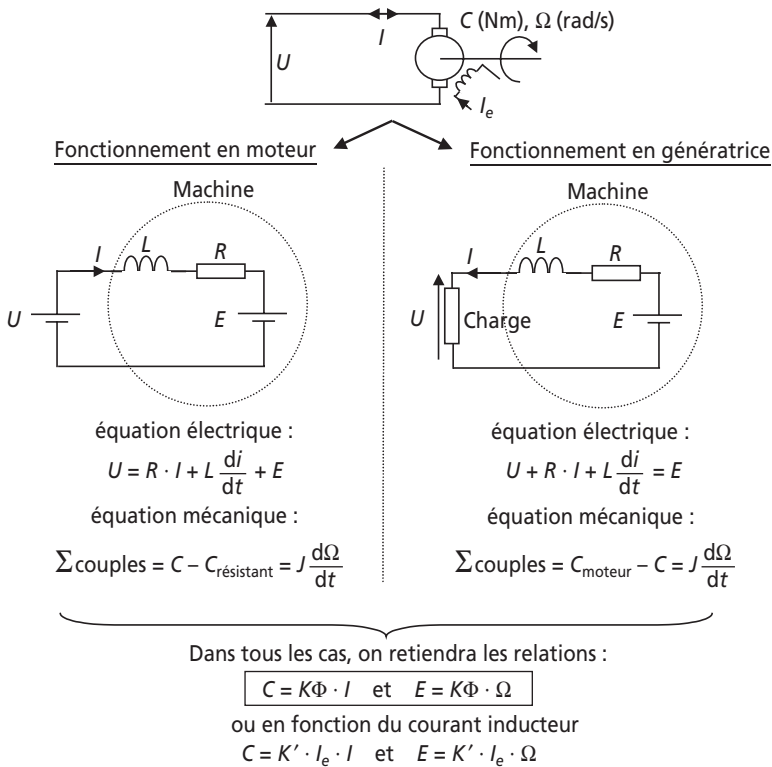 C (Nm), Ω (rad/s)
I
U
I_e
Fonctionnement en moteur
Fonctionnement en génératrice
Machine
I
L
R
U
E
équation électrique :
U = R · I + L di/dt + E
équation mécanique :
Σcouples = C – C_résistant = J dΩ/dt
Machine
I
L
R
U
Charge
E
équation électrique :
U + R · I + L di/dt = E
équation mécanique :
Σcouples = C_moteur – C = J dΩ/dt
Dans tous les cas, on retiendra les relations :
C = KΦ · I et E = KΦ · Ω
ou en fonction du courant inducteur
C = K′ · I_e · I et E = K′ · I_e · Ω